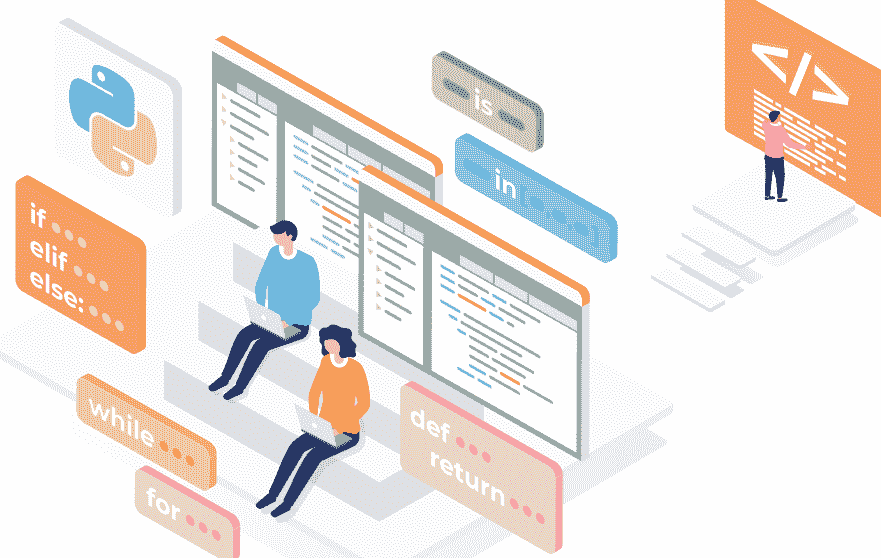 is
in
</>
if ...
elif ...
else: ...
while ...
for ...
def ...
return ...